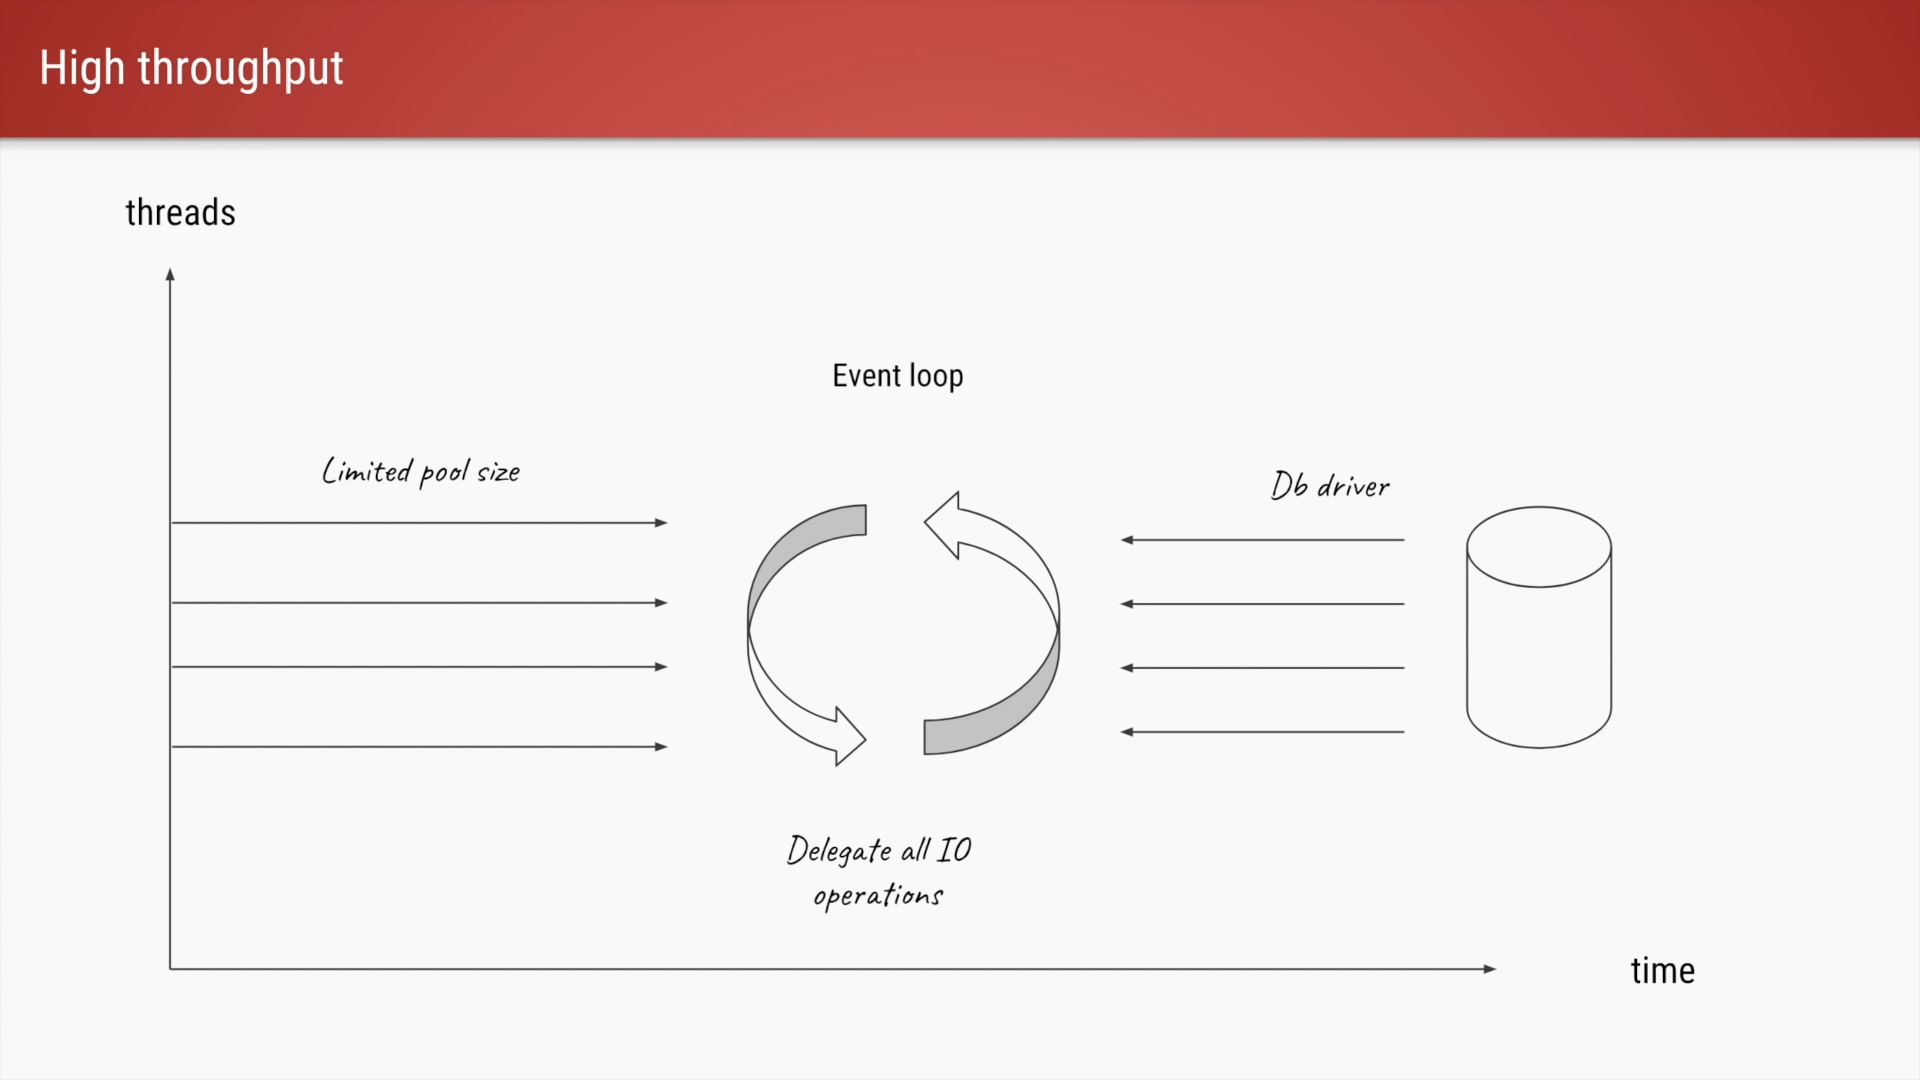 High throughput
threads
Event loop
Limited pool size
Db driver
Delegate all IO
operations
time